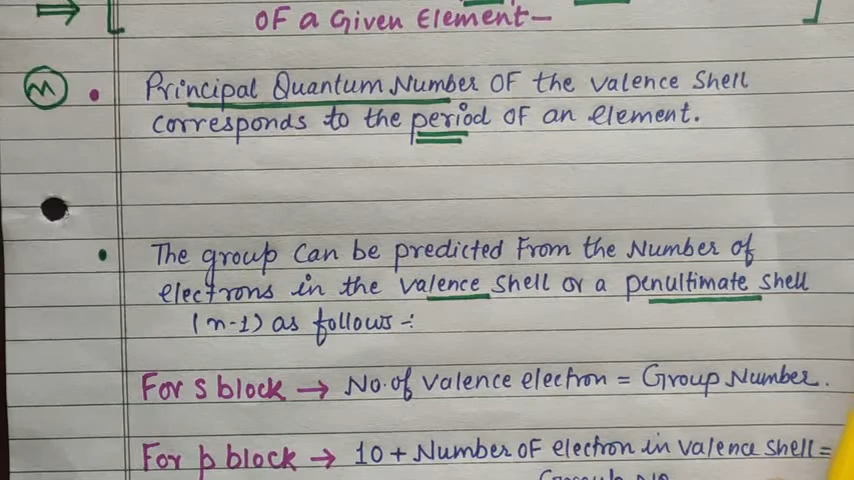 OF a Given Element-
M • Principal Quantum Number OF the valence shell
corresponds to the period OF an element.
• The group can be predicted From the Number of
electrons in the valence shell or a penultimate shell
(n-1) as follows -:
For s block → No. of valence electron = Group Number.
For p block → 10 + Number OF electron in valence shell =